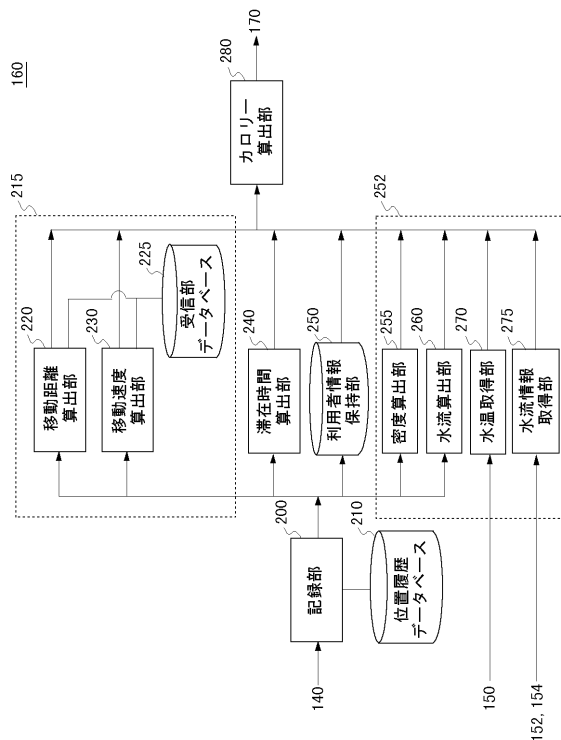 160
215
220
移動距離
算出部
230
移動速度
算出部
225
受信部
データベース
240
滞在時間
算出部
250
利用者情報
保持部
252
255
密度算出部
260
水流算出部
270
水温取得部
275
水流情報
取得部
280
カロリー
算出部
170
200
記録部
210
位置履歴
データベース
140
150
152, 154